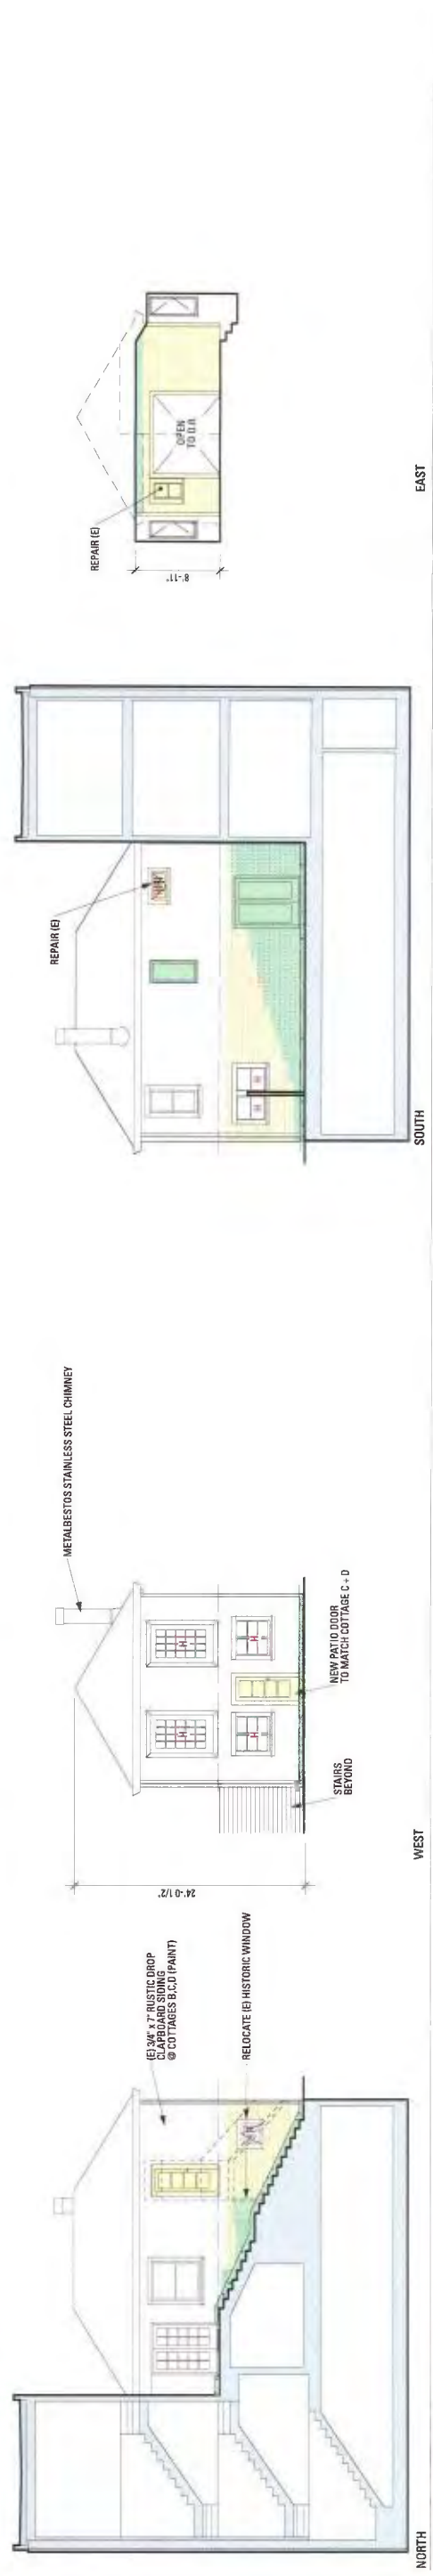 REPAIR (E)
OPEN
TO D.R.
8'-11"
EAST
REPAIR (E)
SOUTH
METALBESTOS STAINLESS STEEL CHIMNEY
H
H
H
H
NEW PATIO DOOR
TO MATCH COTTAGE C + D
STAIRS
BEYOND
24'-0 1/2"
WEST
(E) 3/4" x 7" RUSTIC DROP
CLAPBOARD SIDING
@ COTTAGES B,C,D (PAINT)
RELOCATE (E) HISTORIC WINDOW
NORTH